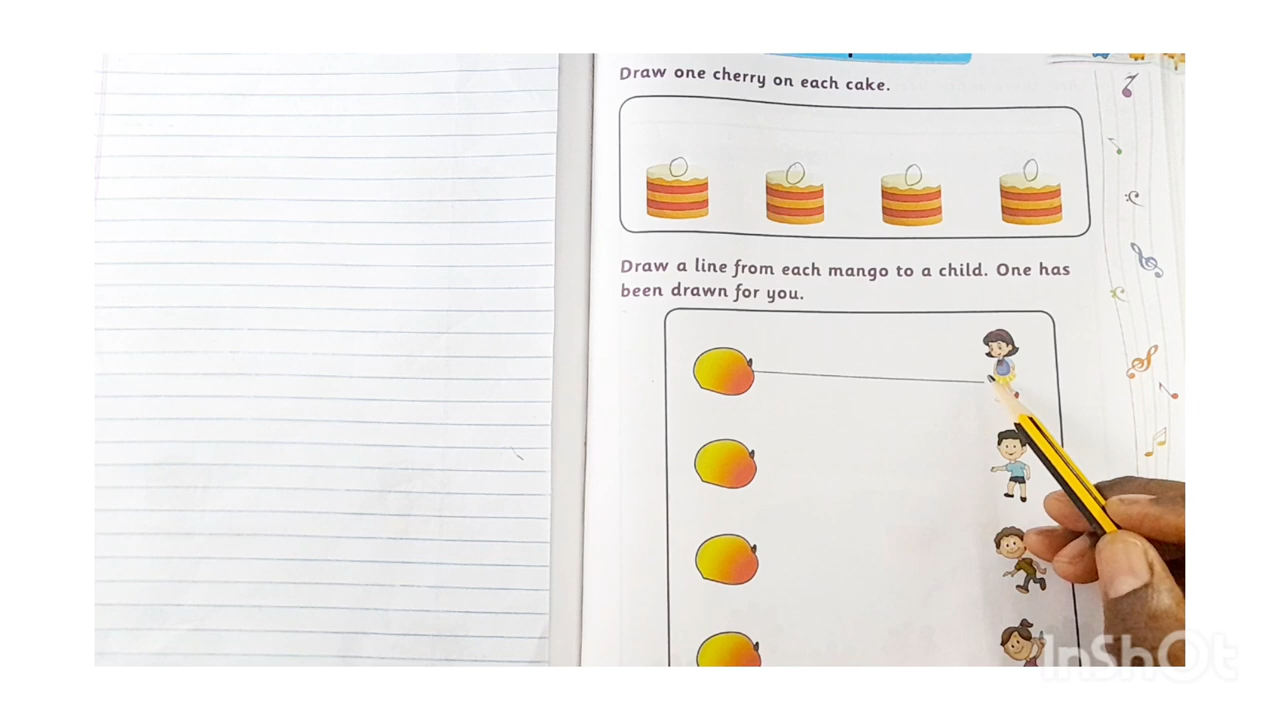 Draw one cherry on each cake.
Draw a line from each mango to a child. One has
been drawn for you.
InShOt